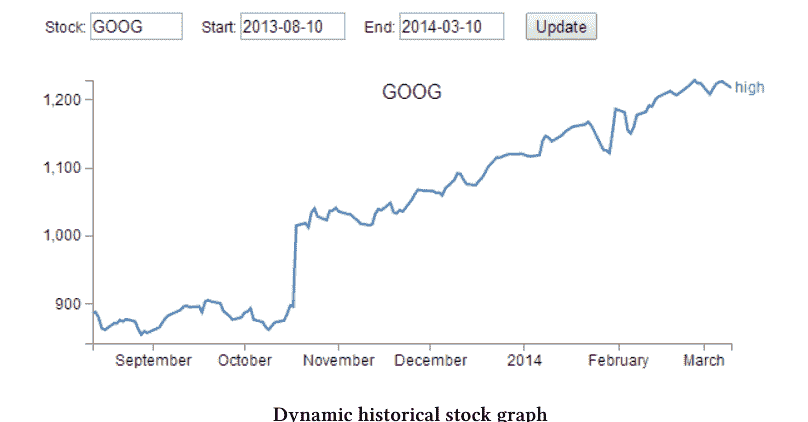 Stock: GOOG Start: 2013-08-10 End: 2014-03-10 Update
GOOG
high
1,200
1,100
1,000
900
September October November December 2014 February March
Dynamic historical stock graph